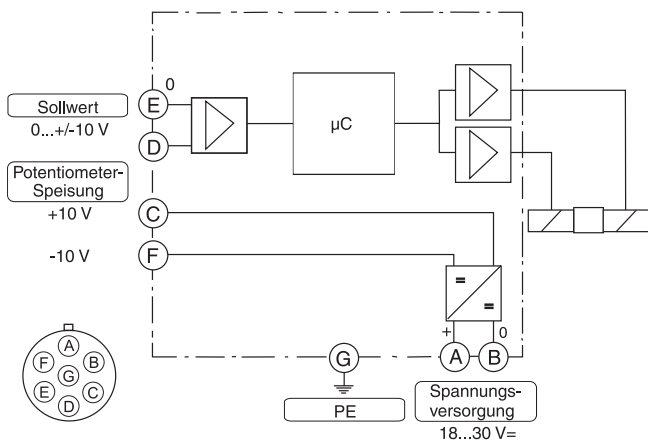 0
E
Sollwert
0...+/-10 V
D
µC
Potentiometer-
Speisung
+10 V
C
-10 V
F
=
=
+
0
A
B
G
PE
Spannungs-
versorgung
18...30 V=
A
F
B
G
E
C
D